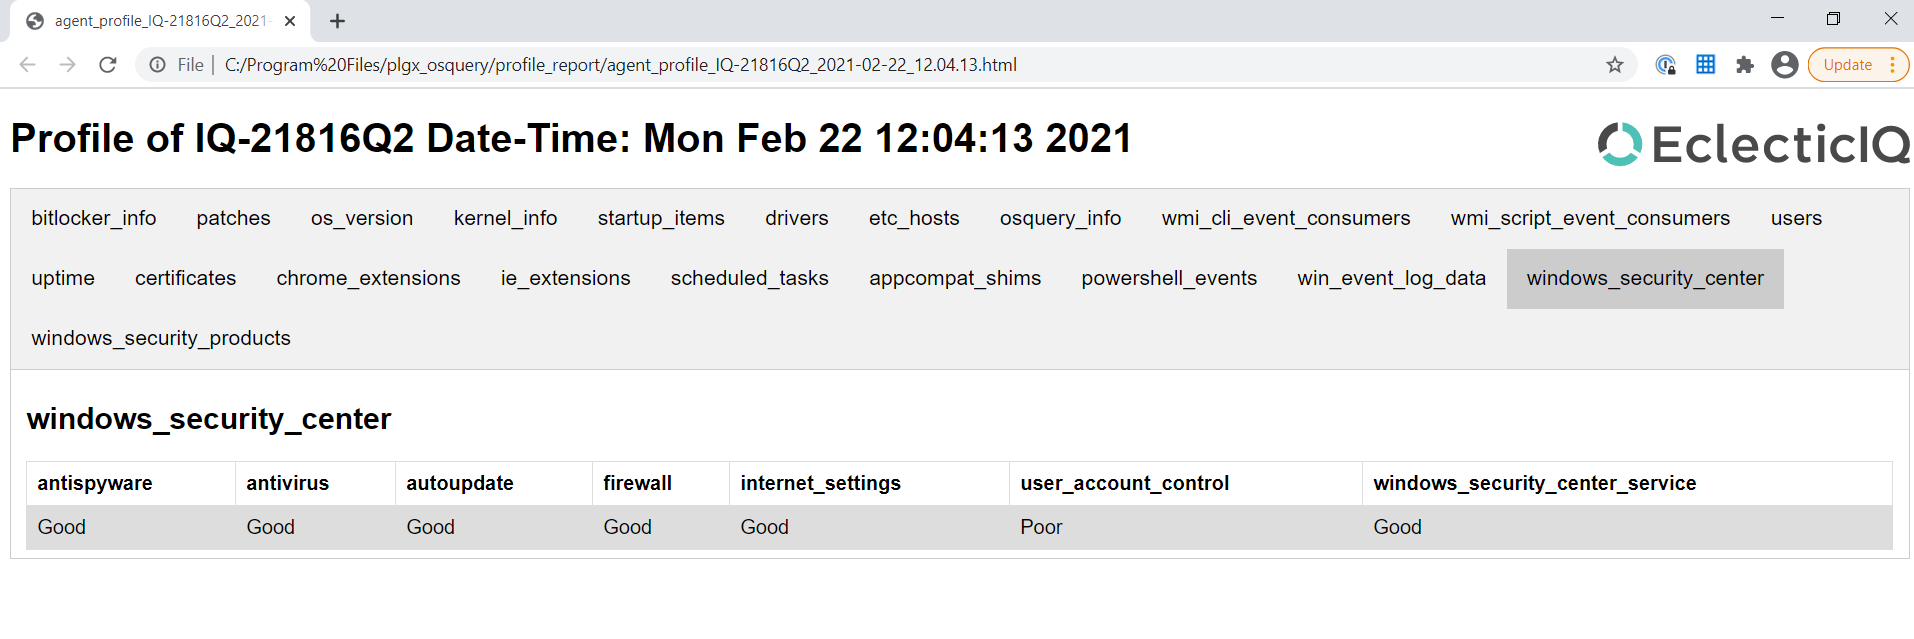 agent_profile_IQ-21816Q2_2021-
File | C:/Program%20Files/plgx_osquery/profile_report/agent_profile_IQ-21816Q2_2021-02-22_12.04.13.html
Update
Profile of IQ-21816Q2 Date-Time: Mon Feb 22 12:04:13 2021
EclecticIQ
bitlocker_info patches os_version kernel_info startup_items drivers etc_hosts osquery_info wmi_cli_event_consumers wmi_script_event_consumers users
uptime certificates chrome_extensions ie_extensions scheduled_tasks appcompat_shims powershell_events win_event_log_data windows_security_center
windows_security_products
windows_security_center
antispyware antivirus autoupdate firewall internet_settings user_account_control windows_security_center_service
Good Good Good Good Good Poor Good